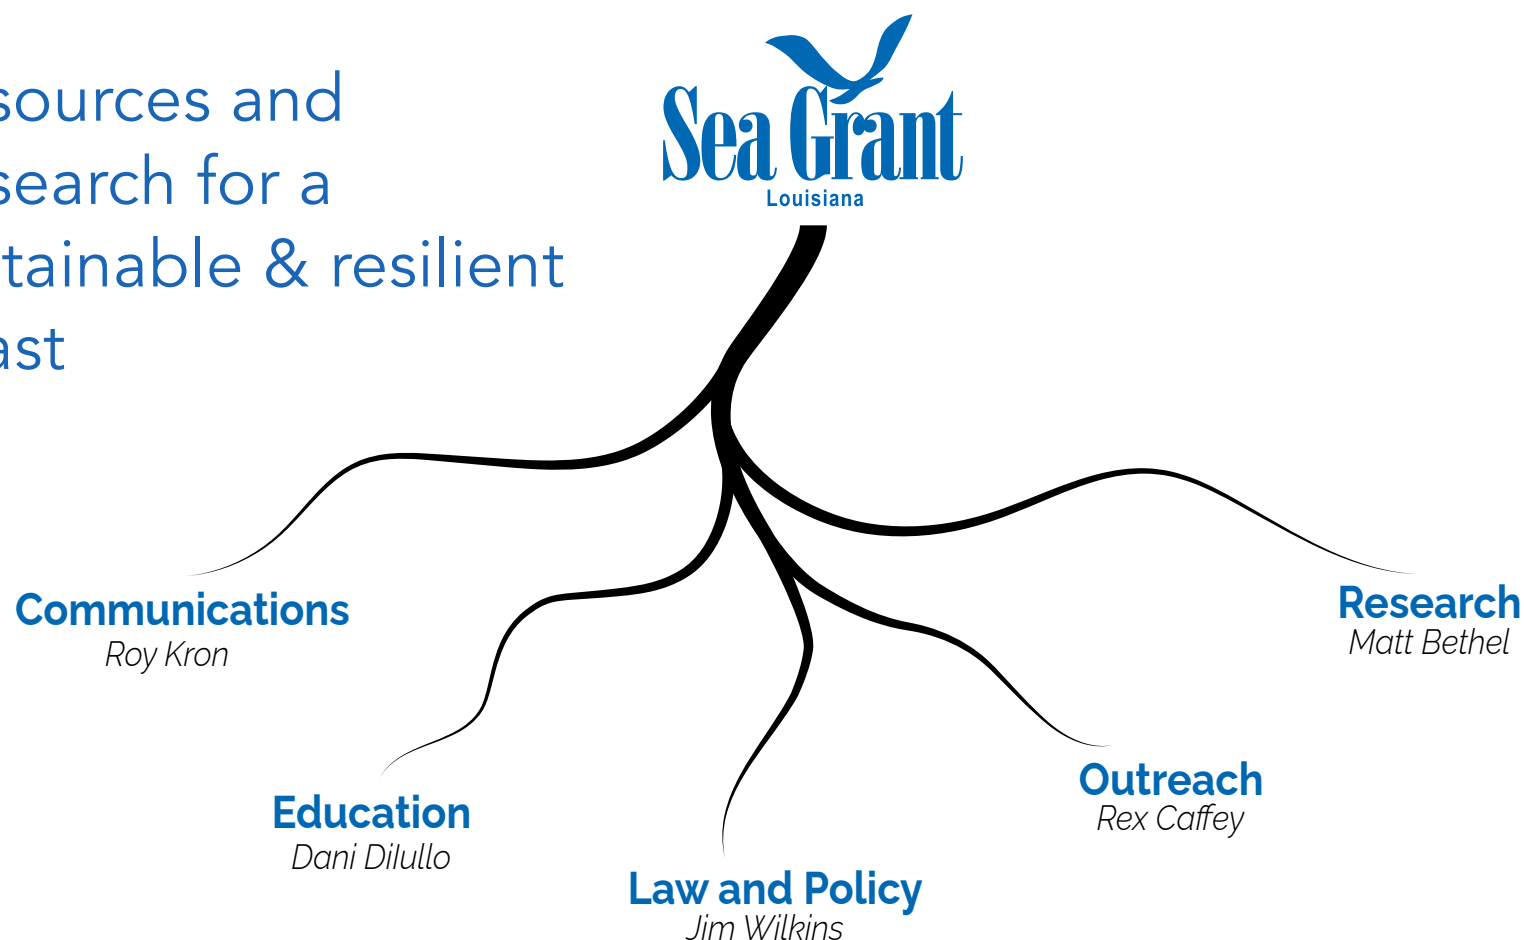 sources and
search for a
tainable & resilient
ast
Sea Grant
Louisiana
Communications
Roy Kron
Research
Matt Bethel
Education
Dani DiIullo
Outreach
Rex Caffey
Law and Policy
Jim Wilkins